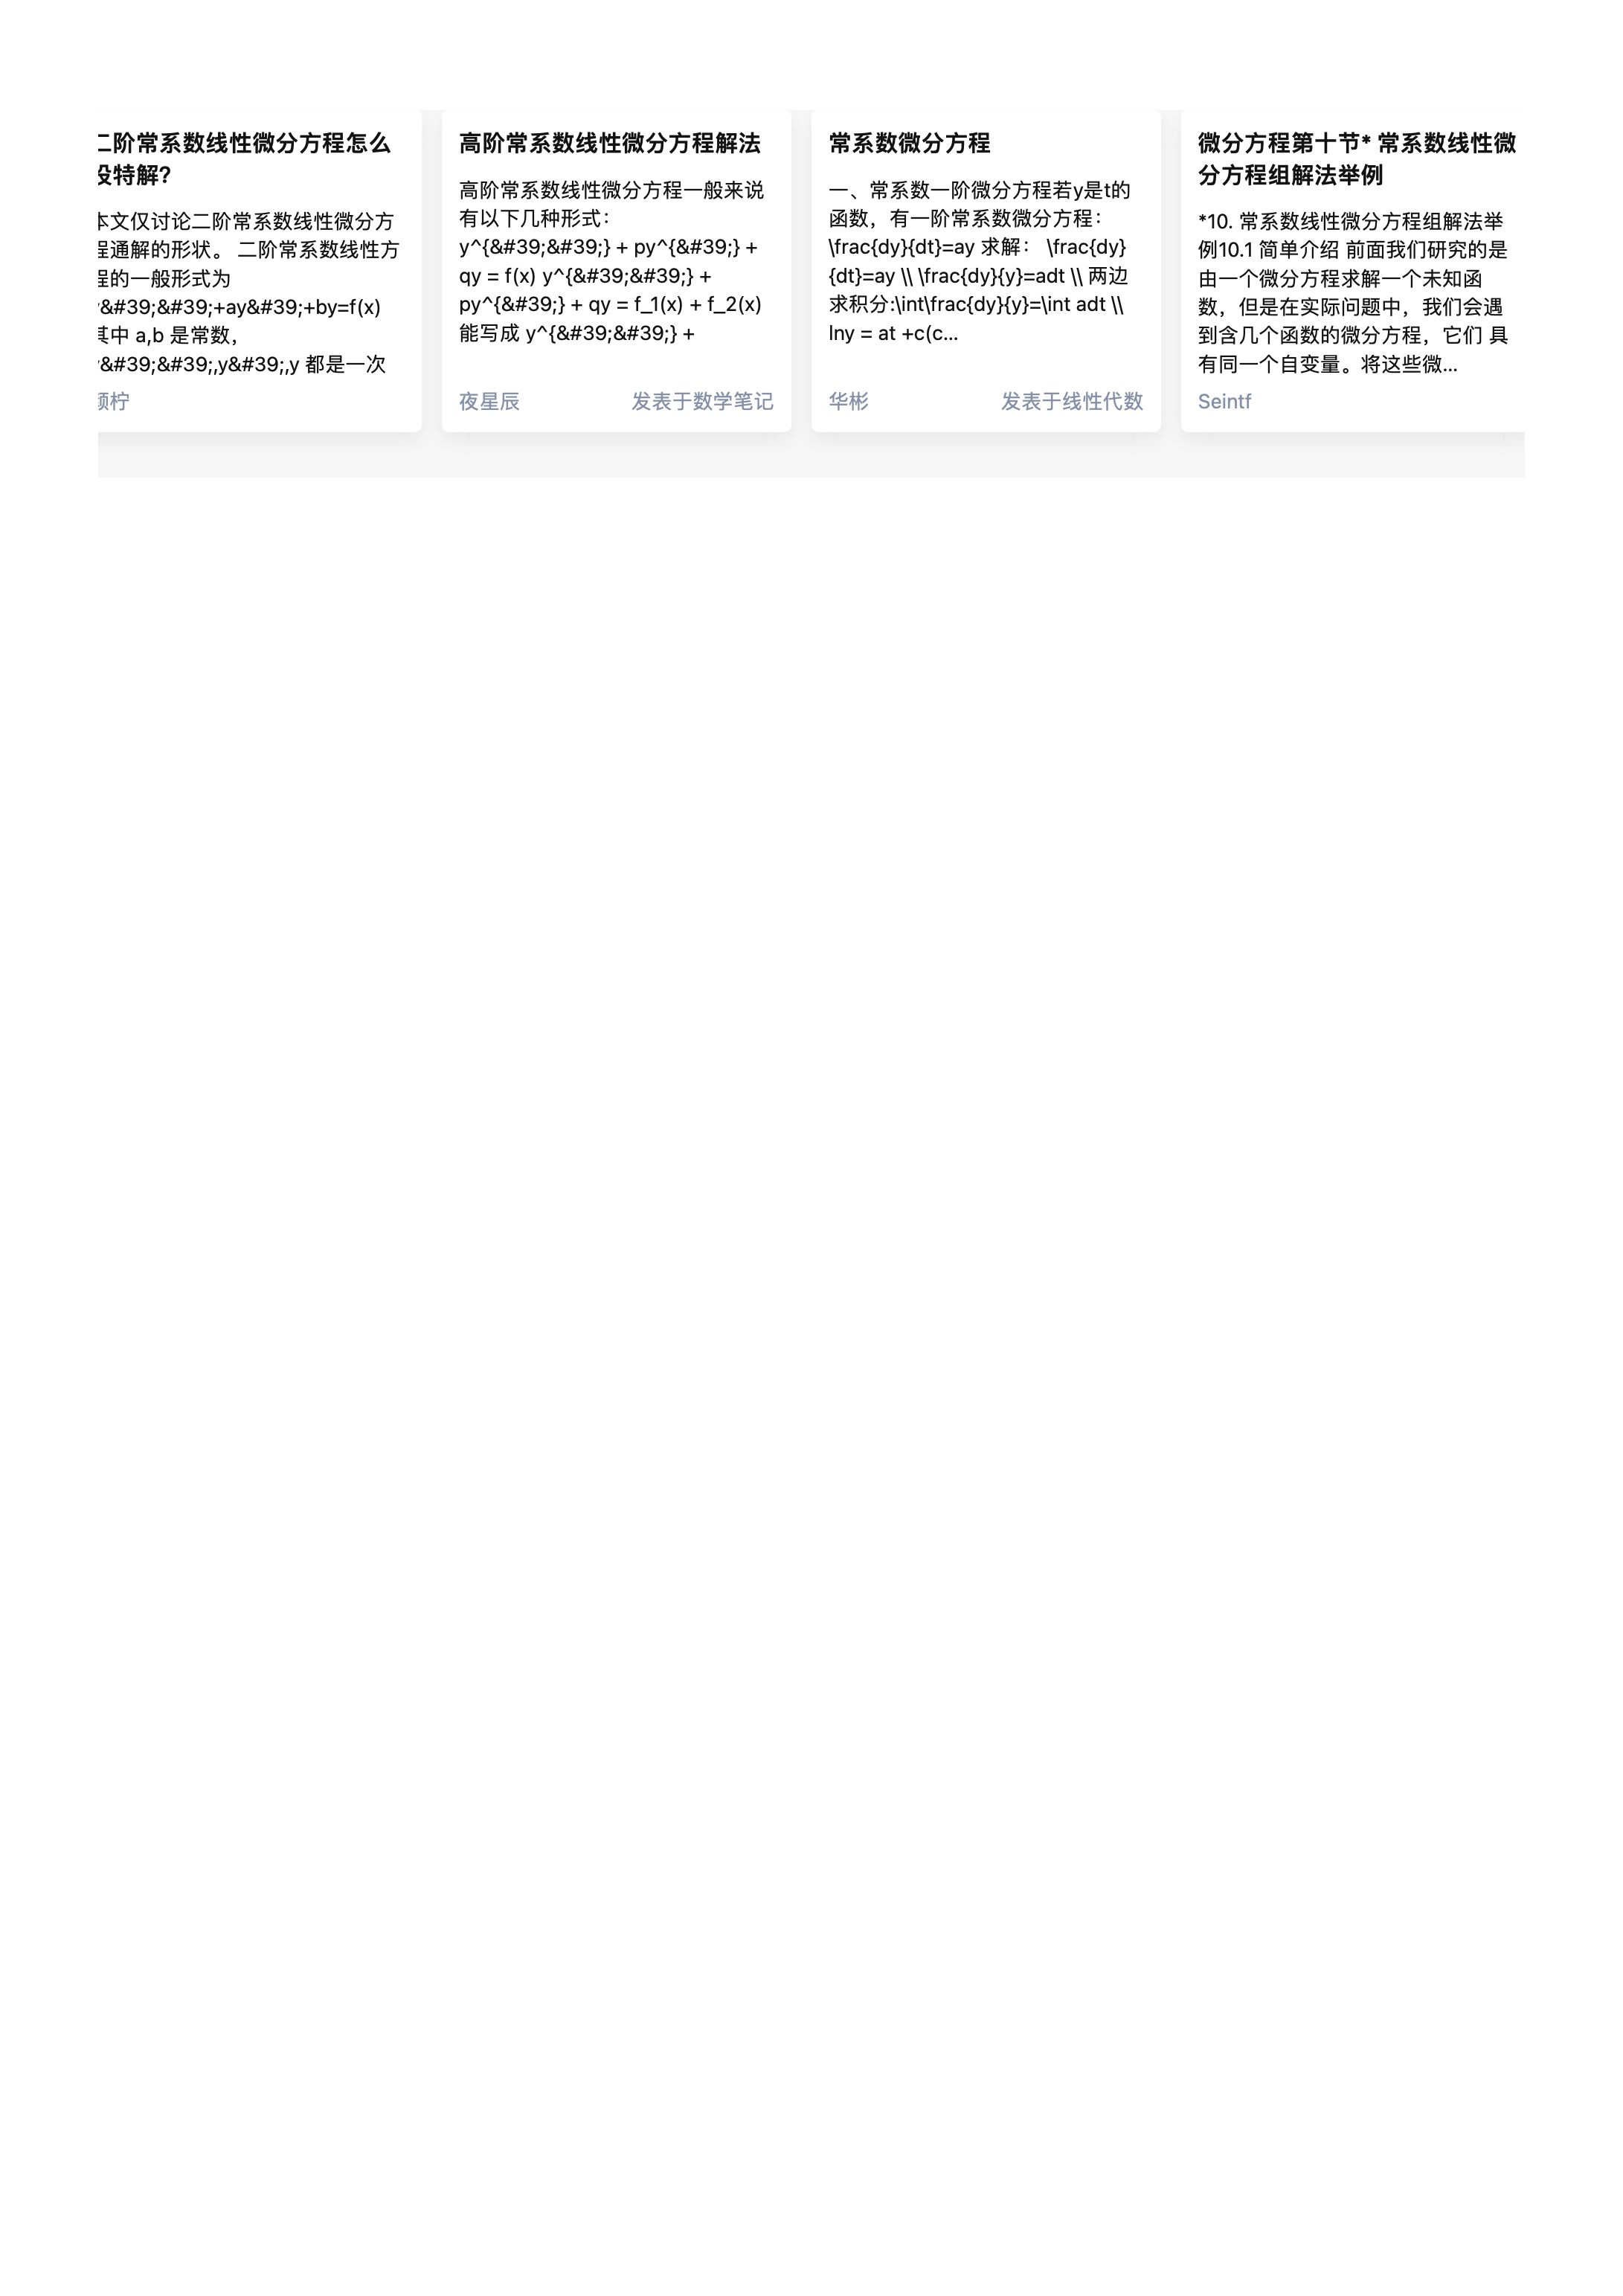 二阶常系数线性微分方程怎么
设特解?
本文仅讨论二阶常系数线性微分方
程通解的形状。 二阶常系数线性方
程的一般形式为
&#39;&#39;+ay&#39;+by=f(x)
其中 a,b 是常数,
&#39;&#39;,y&#39;,y 都是一次
柠
高阶常系数线性微分方程解法
高阶常系数线性微分方程一般来说
有以下几种形式：
y^{&#39;&#39;} + py^{&#39;} +
qy = f(x) y^{&#39;&#39;} +
py^{&#39;} + qy = f_1(x) + f_2(x)
能写成 y^{&#39;&#39;} +
夜星辰 发表于数学笔记
常系数微分方程
一、常系数一阶微分方程若y是t的
函数，有一阶常系数微分方程：
\frac{dy}{dt}=ay 求解： \frac{dy}
{dt}=ay \\ \frac{dy}{y}=adt \\ 两边
求积分:\int\frac{dy}{y}=\int adt \\
lny = at +c(c...
华彬 发表于线性代数
微分方程第十节* 常系数线性微
分方程组解法举例
*10. 常系数线性微分方程组解法举
例10.1 简单介绍 前面我们研究的是
由一个微分方程求解一个未知函
数，但是在实际问题中，我们会遇
到含几个函数的微分方程，它们 具
有同一个自变量。将这些微...
Seintf